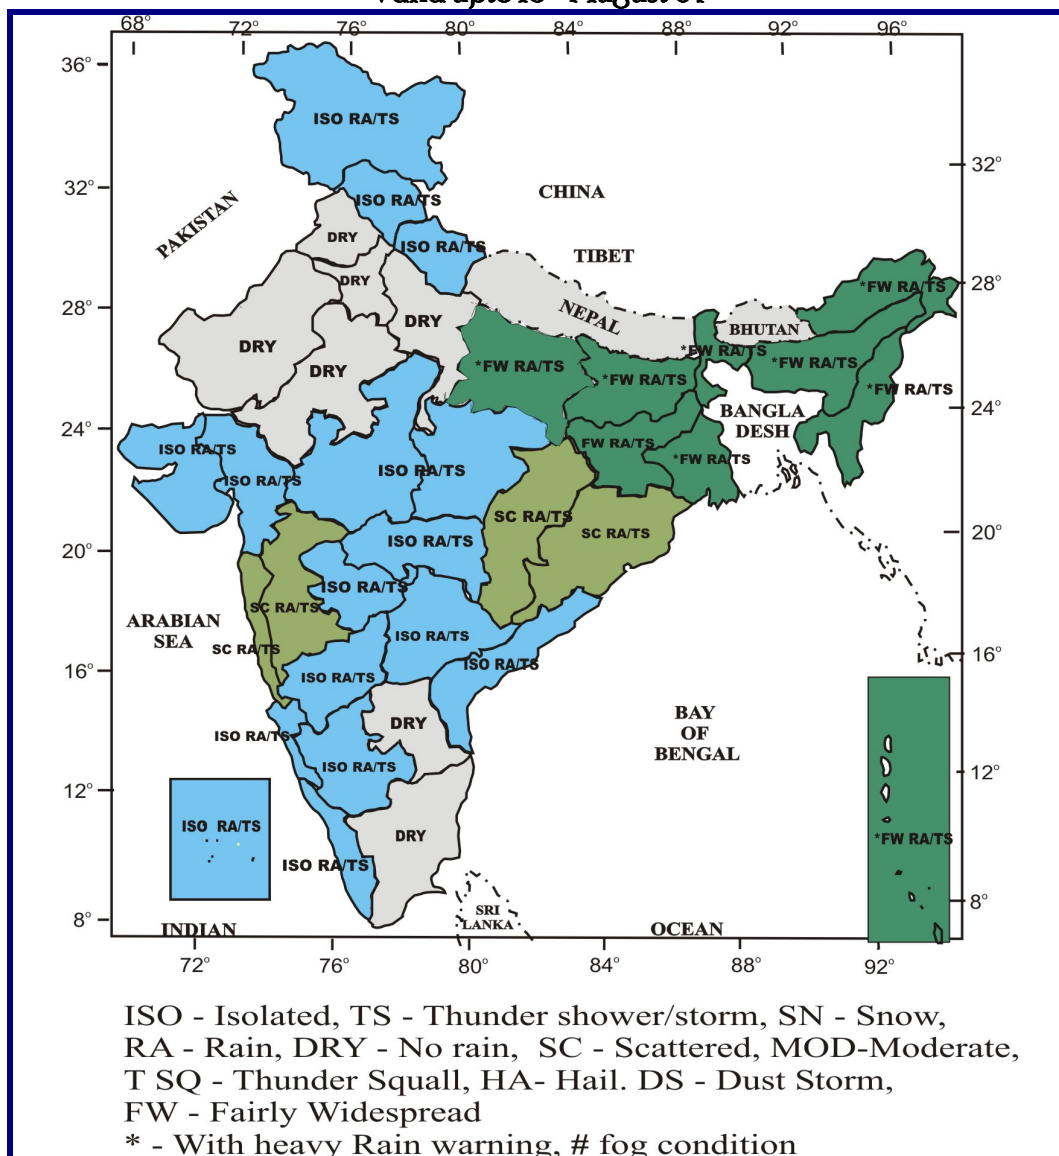 68° 72° 76° 80° 84° 88° 92° 96°
36°
ISO RA/TS
32°
32°
CHINA
ISO RA/TS
PAKISTAN
DRY
ISO RA/TS
TIBET
DRY
28°
28°
*FW RA/TS
NEPAL
DRY
BHUTAN
DRY
*FW RA/TS
DRY
*FW RA/TS
*FW RA/TS
*FW RA/TS
*FW RA/TS
24°
24°
BANGLA
DESH
ISO RA/TS
FW RA/TS
*FW RA/TS
ISO RA/TS
ISO RA/TS
SC RA/TS
SC RA/TS
20°
20°
ISO RA/TS
ISO RA/TS
SC RA/TS
ARABIAN
SEA
ISO RA/TS
SC RA/TS
16°
16°
ISO RA/TS
ISO RA/TS
BAY
OF
BENGAL
DRY
ISO RA/TS
ISO RA/TS
12°
12°
ISO RA/TS
DRY
*FW RA/TS
ISO RA/TS
8°
8°
SRI
LANKA
INDIAN
OCEAN
72° 76° 80° 84° 88° 92°
ISO - Isolated, TS - Thunder shower/storm, SN - Snow,
RA - Rain, DRY - No rain, SC - Scattered, MOD-Moderate,
T SQ - Thunder Squall, HA- Hail. DS - Dust Storm,
FW - Fairly Widespread
* - With heavy Rain warning, # fog condition